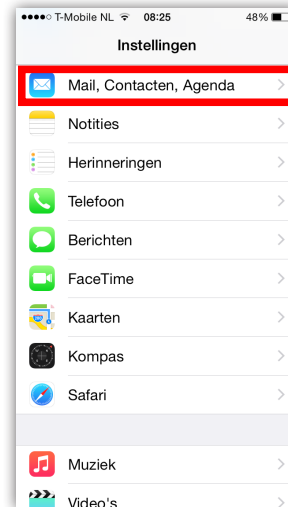 T-Mobile NL 08:25 48%
Instellingen
Mail, Contacten, Agenda
Notities
Herinneringen
Telefoon
Berichten
FaceTime
Kaarten
Kompas
Safari
Muziek
Video's